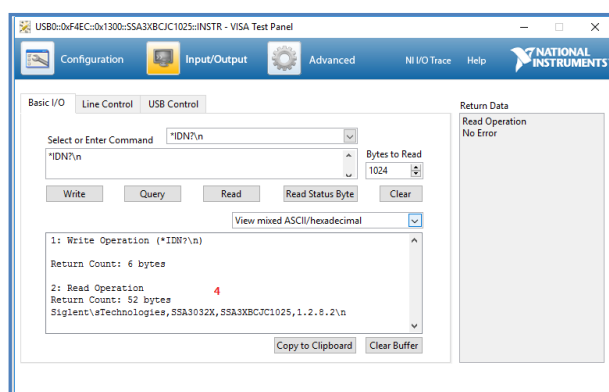 USB0::0xF4EC::0x1300::SSA3XBCJC1025::INSTR - VISA Test Panel
Configuration Input/Output Advanced NI I/O Trace Help NATIONAL INSTRUMENTS
Basic I/O Line Control USB Control
Return Data
Read Operation
No Error
Select or Enter Command *IDN?\n
*IDN?\n
Bytes to Read
1024
Write Query Read Read Status Byte Clear
View mixed ASCII/hexadecimal
1: Write Operation (*IDN?\n)
Return Count: 6 bytes
2: Read Operation
4
Return Count: 52 bytes
Siglent\sTechnologies,SSA3032X,SSA3XBCJC1025,1.2.8.2\n
Copy to Clipboard Clear Buffer